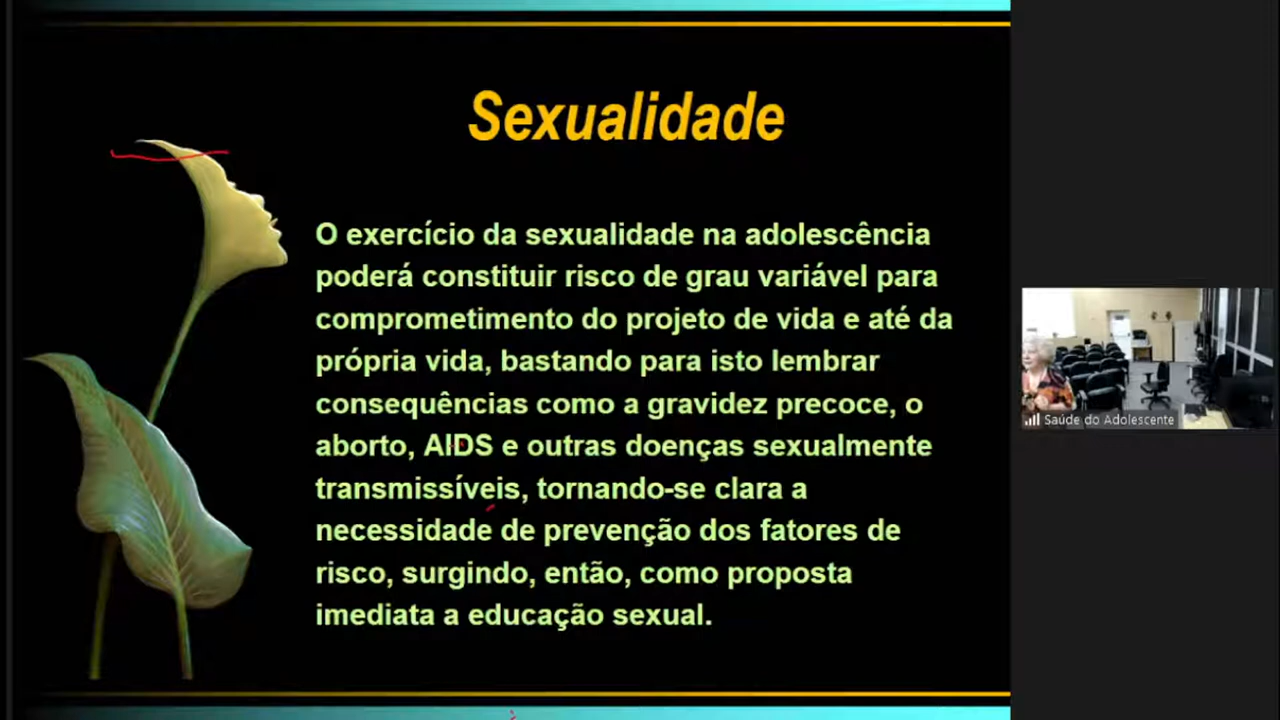 Sexualidade
O exercício da sexualidade na adolescência
poderá constituir risco de grau variável para
comprometimento do projeto de vida e até da
própria vida, bastando para isto lembrar
consequências como a gravidez precoce, o
aborto, AIDS e outras doenças sexualmente
transmissíveis, tornando-se clara a
necessidade de prevenção dos fatores de
risco, surgindo, então, como proposta
imediata a educação sexual.
Saúde do Adolescente